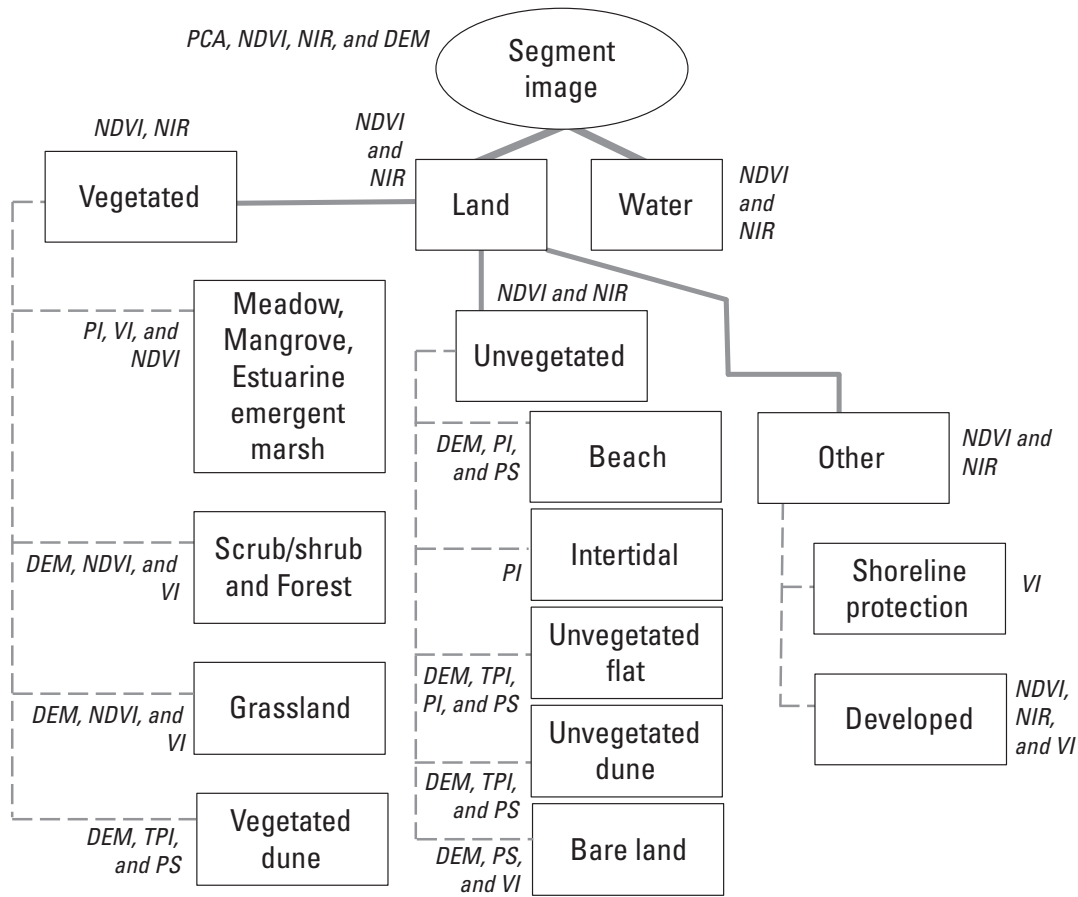 PCA, NDVI, NIR, and DEM
Segment
image
NDVI, NIR
Vegetated
NDVI
and
NIR
Land
Water
NDVI
and
NIR
Meadow,
Mangrove,
Estuarine
emergent
marsh
PI, VI, and
NDVI
Scrub/shrub
and Forest
DEM, NDVI, and
VI
Grassland
DEM, NDVI, and
VI
Vegetated
dune
DEM, TPI,
and PS
NDVI and NIR
Unvegetated
Beach
DEM, PI,
and PS
Intertidal
PI
Unvegetated
flat
DEM, TPI,
PI, and PS
Unvegetated
dune
DEM, TPI,
and PS
Bare land
DEM, PS,
and VI
Other
NDVI and
NIR
Shoreline
protection
VI
Developed
NDVI,
NIR,
and VI